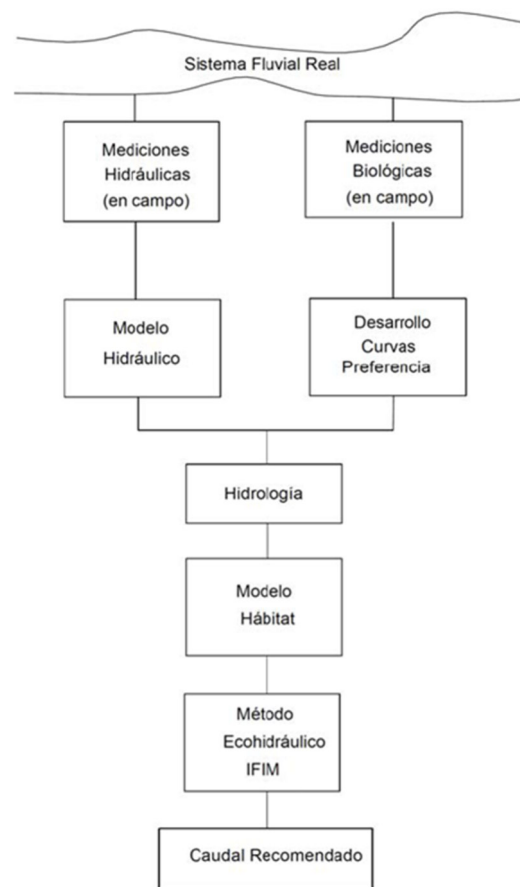 Sistema Fluvial Real
Mediciones
Hidráulicas
(en campo)
Mediciones
Biológicas
(en campo)
Modelo
Hidráulico
Desarrollo
Curvas
Preferencia
Hidrología
Modelo
Hábitat
Método
Ecohidráulico
IFIM
Caudal Recomendado